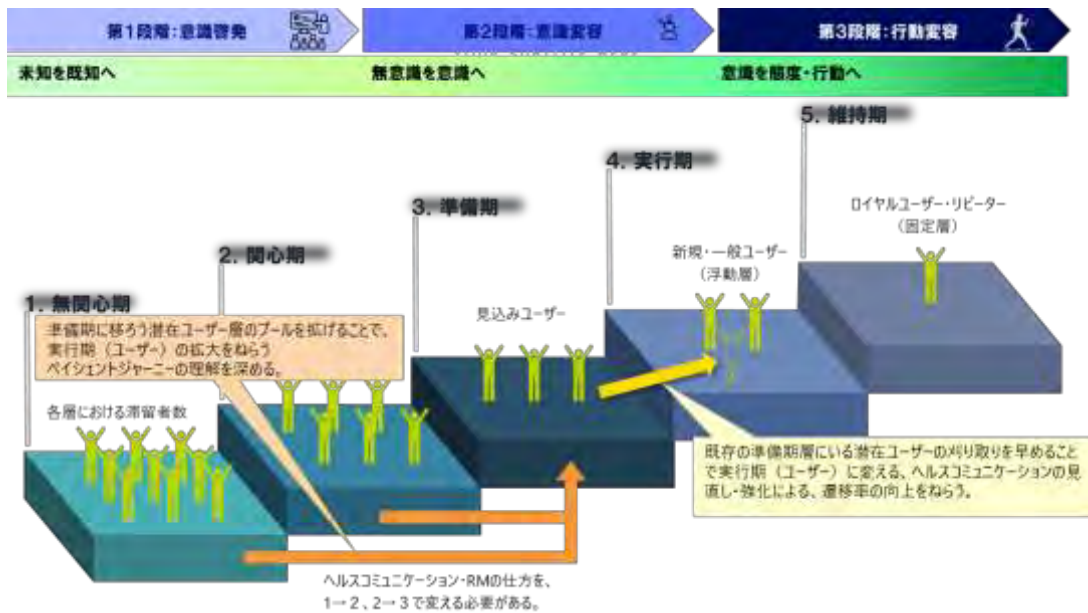 第1段階：意識啓発
第2段階：意識変容
第3段階：行動変容
未知を既知へ
無意識を意識へ
意識を態度・行動へ
5. 維持期
4. 実行期
ロイヤルユーザー・リピーター
（固定層）
3. 準備期
新規・一般ユーザー
（浮動層）
2. 関心期
見込みユーザー
1. 無関心期
準備期に移ろう潜在ユーザー層のプールを拡げることで、
実行期（ユーザー）の拡大をねらう
ペイシェントジャーニーの理解を深める。
各層における滞留者数
既存の準備期層にいる潜在ユーザーの刈り取りを早めること
で実行期（ユーザー）に変える、ヘルスコミュニケーションの見
直し・強化による、遷移率の向上をねらう。
ヘルスコミュニケーション・RMの仕方を、
1→2、2→3で変える必要がある。